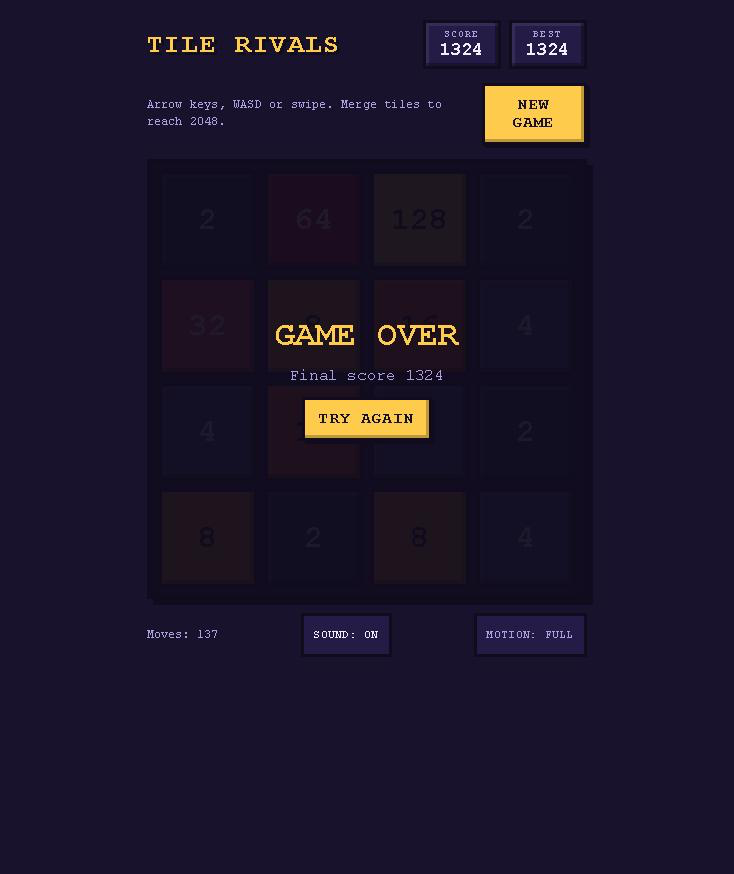 TILE RIVALS
SCORE
1324
BEST
1324
Arrow keys, WASD or swipe. Merge tiles to
reach 2048.
NEW
GAME
2 64 128 2
32 4
GAME OVER
Final score 1324
TRY AGAIN
4 2
8 2 8 4
Moves: 137
SOUND: ON
MOTION: FULL